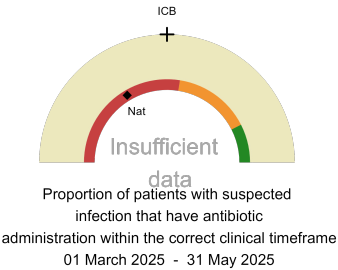 ICB
Nat
Insufficient
data
Proportion of patients with suspected
infection that have antibiotic
administration within the correct clinical timeframe
01 March 2025 - 31 May 2025